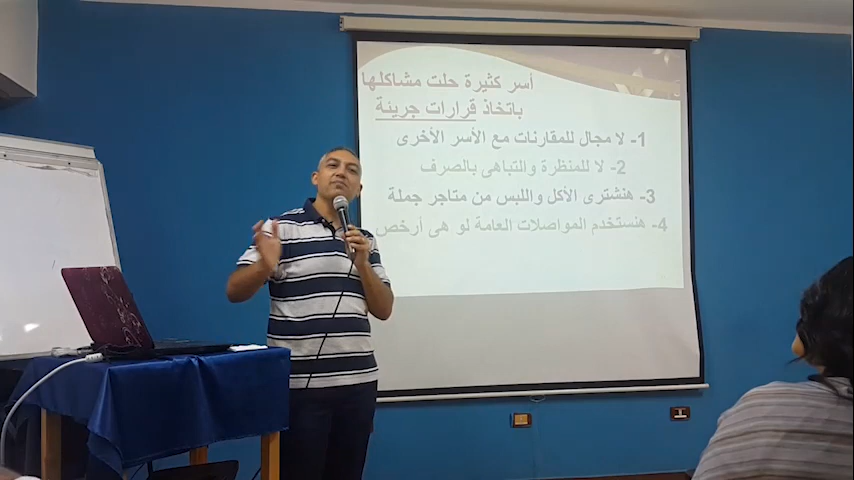 أسر كثيرة حلت مشاكلها
باتخاذ قرارات جريئة
1- لا مجال للمقارنات مع الأسر الأخرى
2- لا للمنظرة والتباهى بالصرف
3- هنشترى الأكل واللبس من متاجر جملة
4- هنستخدم المواصلات العامة لو هى أرخص